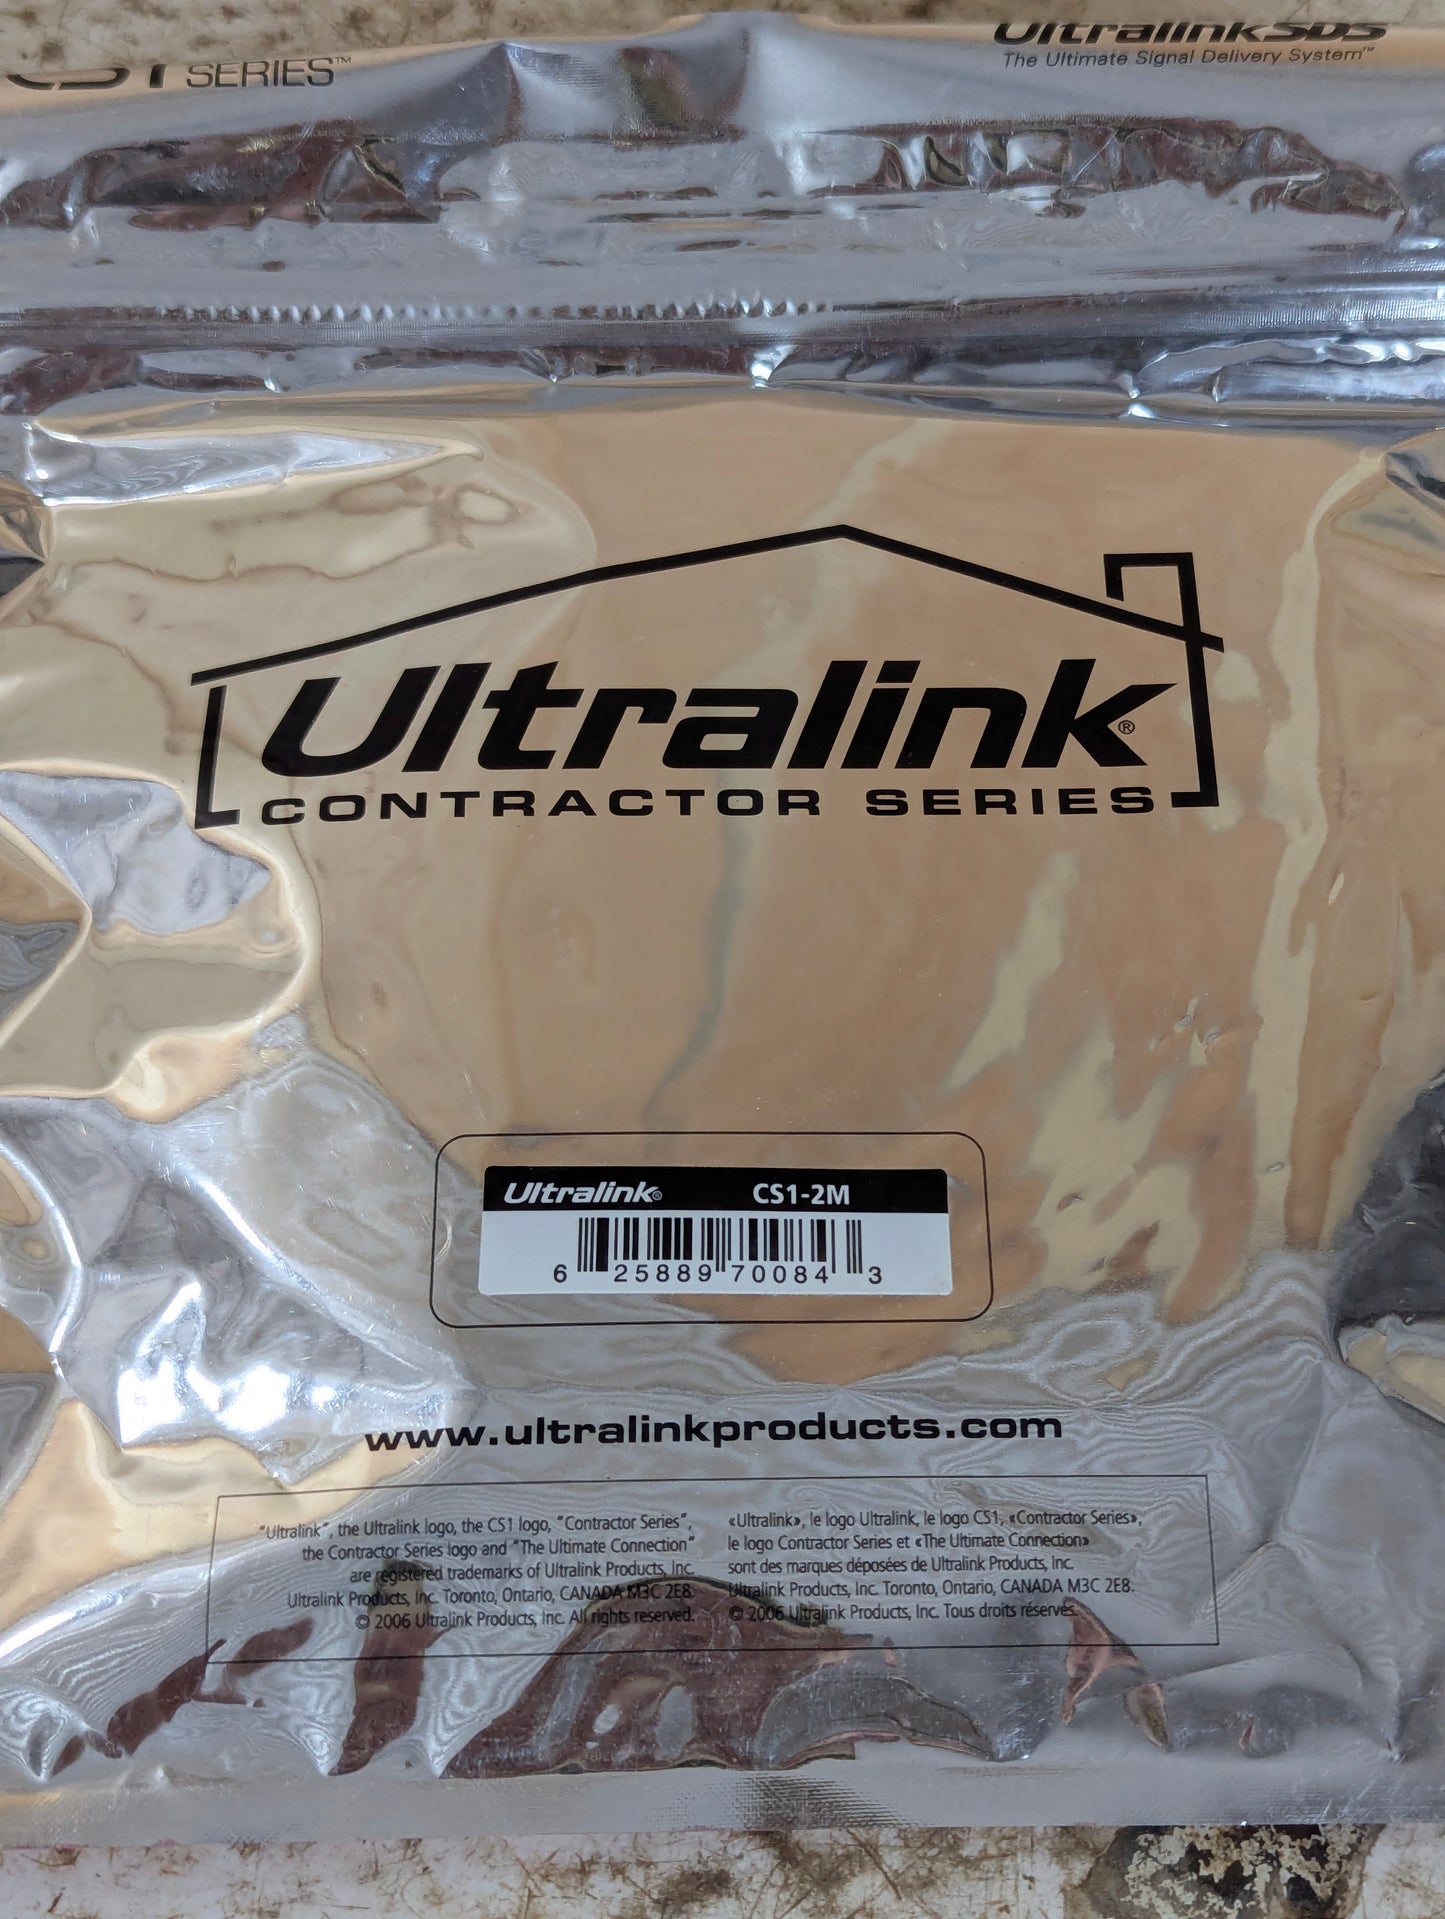 CS1 SERIES™
UltralinkSDS
The Ultimate Signal Delivery System™
Ultralink®
CONTRACTOR SERIES
Ultralink® CS1-2M
6 25889 70084 3
www.ultralinkproducts.com
"Ultralink", the Ultralink logo, the CS1 logo, "Contractor Series",
the Contractor Series logo and "The Ultimate Connection"
are registered trademarks of Ultralink Products, Inc.
Ultralink Products, Inc. Toronto, Ontario, CANADA M3C 2E8.
© 2006 Ultralink Products, Inc. All rights reserved.
«Ultralink», le logo Ultralink, le logo CS1, «Contractor Series»,
le logo Contractor Series et «The Ultimate Connection»
sont des marques déposées de Ultralink Products, Inc.
Ultralink Products, Inc. Toronto, Ontario, CANADA M3C 2E8.
© 2006 Ultralink Products, Inc. Tous droits réservés.